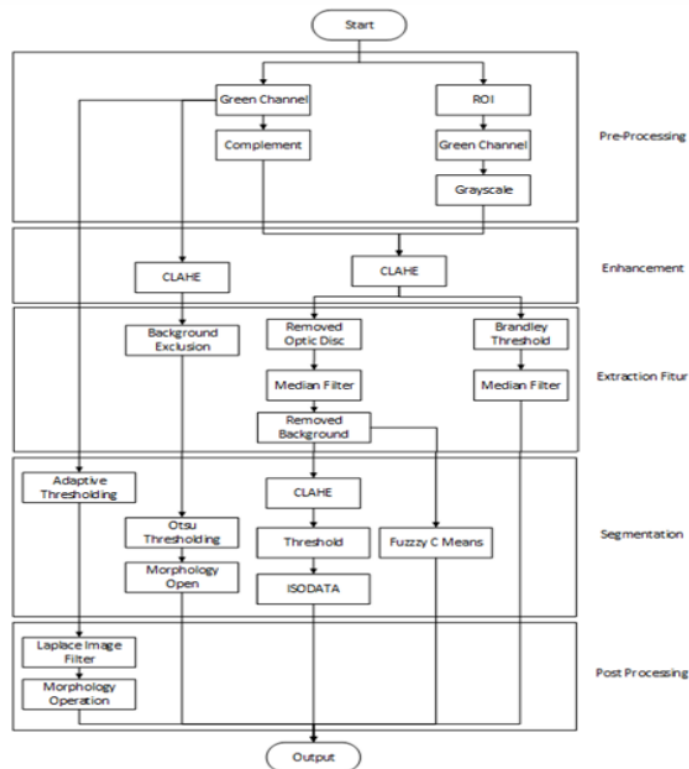 Start
Green Channel
ROI
Complement
Green Channel
Pre-Processing
Grayscale
CLAHE
CLAHE
Enhancement
Background
Exclusion
Removed
Optic Disc
Brandley
Threshold
Median Filter
Median Filter
Extraction Fitur
Removed
Background
Adaptive
Thresholding
CLAHE
Otsu
Thresholding
Threshold
Fuzzzy C Means
Segmentation
Morphology
Open
ISODATA
Laplace Image
Filter
Post Processing
Morphology
Operation
Output